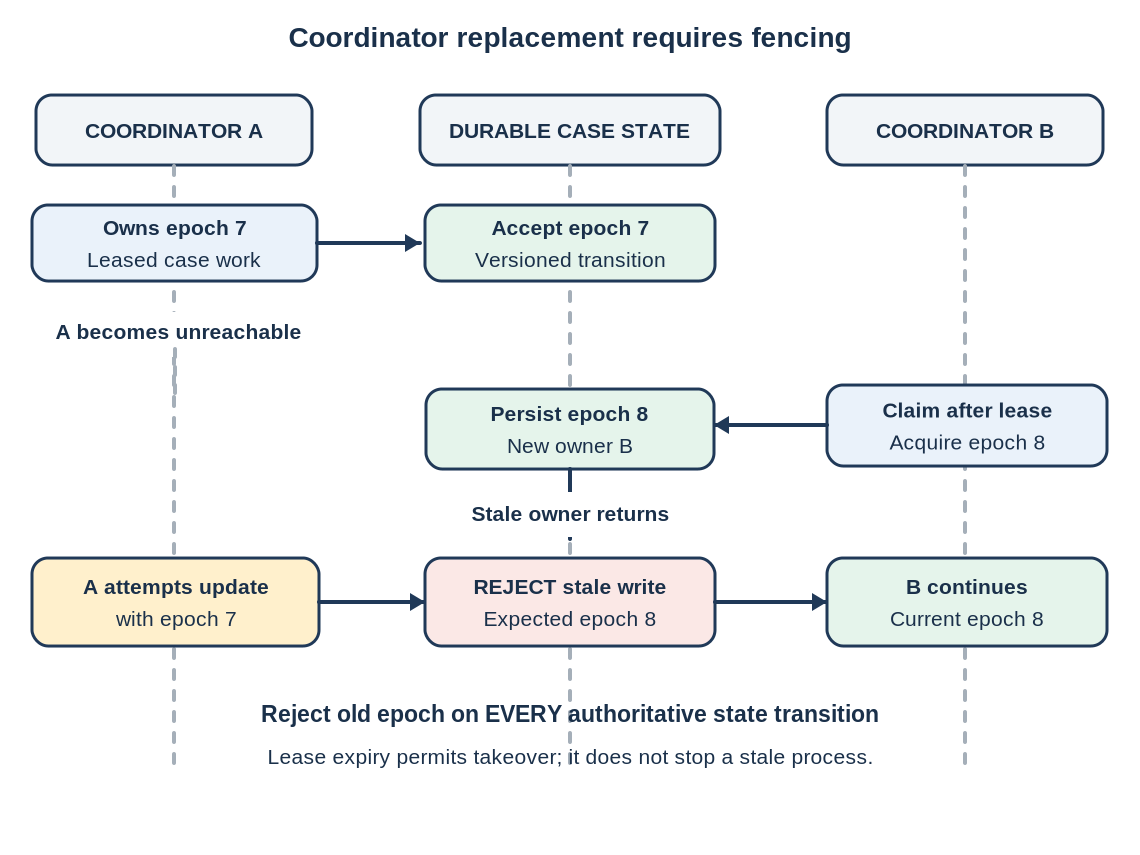 Coordinator replacement requires fencing
COORDINATOR A
DURABLE CASE STATE
COORDINATOR B
Owns epoch 7
Leased case work
Accept epoch 7
Versioned transition
A becomes unreachable
Persist epoch 8
New owner B
Claim after lease
Acquire epoch 8
Stale owner returns
A attempts update
with epoch 7
REJECT stale write
Expected epoch 8
B continues
Current epoch 8
Reject old epoch on EVERY authoritative state transition
Lease expiry permits takeover; it does not stop a stale process.